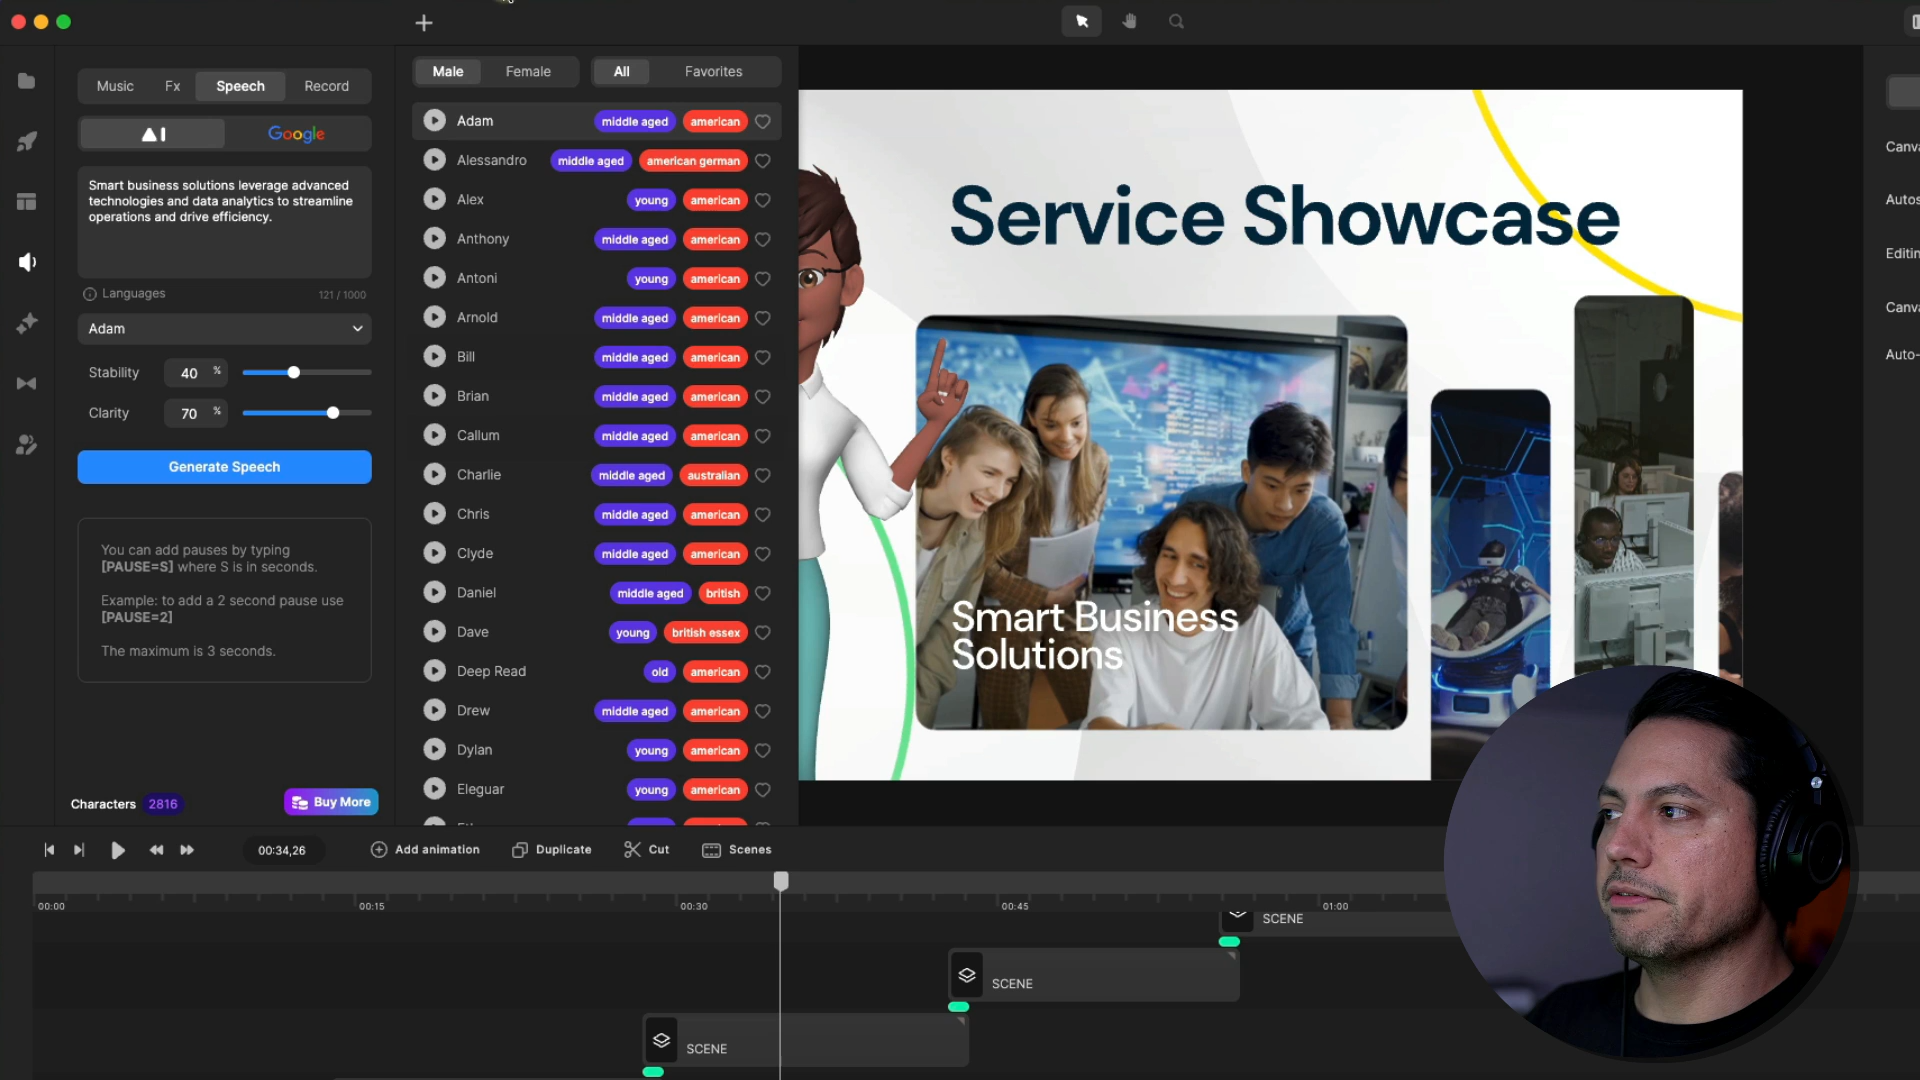 Music Fx Speech Record
AI Google
Smart business solutions leverage advanced
technologies and data analytics to streamline
operations and drive efficiency.
Languages 121 / 1000
Adam
Stability 40 %
Clarity 70 %
Generate Speech
You can add pauses by typing
[PAUSE=S] where S is in seconds.
Example: to add a 2 second pause use
[PAUSE=2]
The maximum is 3 seconds.
Characters 2816 Buy More
Male Female All Favorites
Adam middle aged american
Alessandro middle aged american german
Alex young american
Anthony middle aged american
Antoni young american
Arnold middle aged american
Bill middle aged american
Brian middle aged american
Callum middle aged american
Charlie middle aged australian
Chris middle aged american
Clyde middle aged american
Daniel middle aged british
Dave young british essex
Deep Read old american
Drew middle aged american
Dylan young american
Eleguar young american
Service Showcase
Smart Business
Solutions
00:34,26 Add animation Duplicate Cut Scenes
00:00 00:15 00:30 00:45 01:00
SCENE
SCENE
SCENE